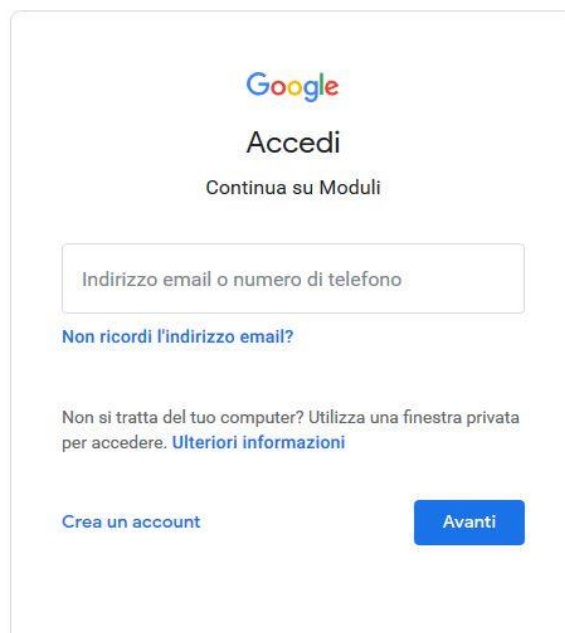 Google
Accedi
Continua su Moduli
Indirizzo email o numero di telefono
Non ricordi l'indirizzo email?
Non si tratta del tuo computer? Utilizza una finestra privata
per accedere. Ulteriori informazioni
Crea un account
Avanti